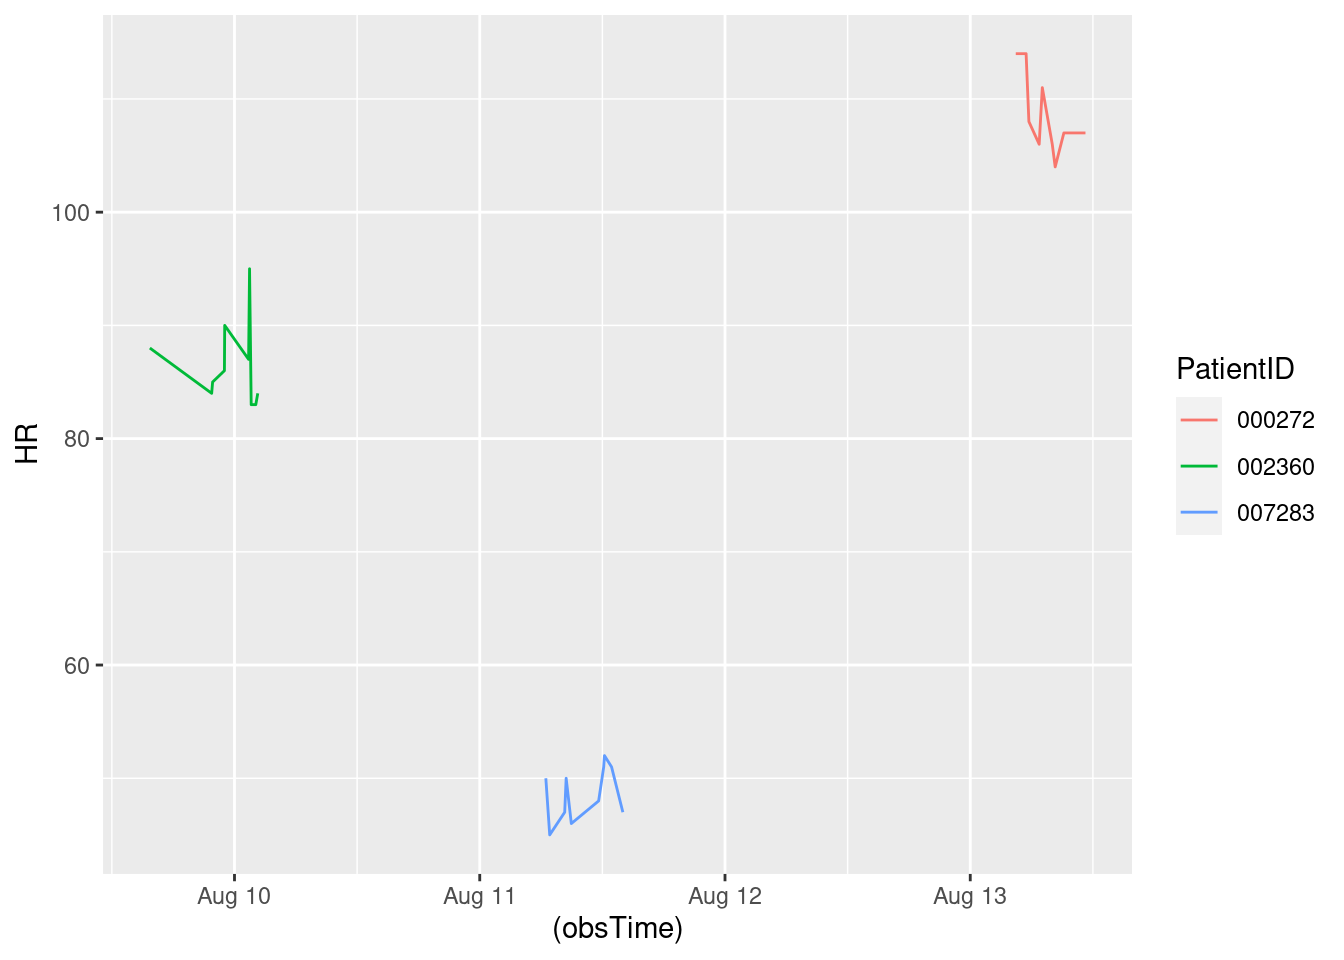 HR
100
80
60
Aug 10
Aug 11
Aug 12
Aug 13
(obsTime)
PatientID
000272
002360
007283